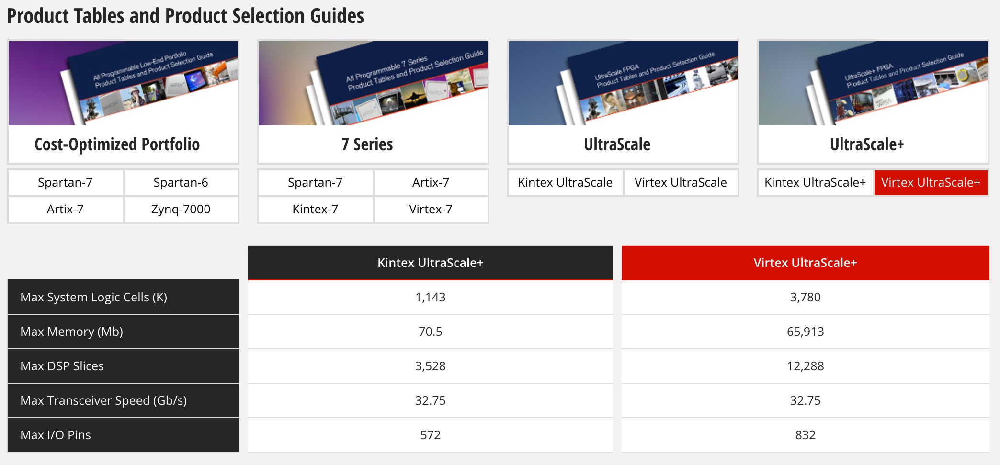 Product Tables and Product Selection Guides
All Programmable Low-End Portfolio
Product Tables and Product Selection Guide
ARTIX
Cost-Optimized Portfolio
Spartan-7 Spartan-6
Artix-7 Zynq-7000
All Programmable 7 Series
Product Tables and Product Selection Guide
ARTIX
KINTEX
7 Series
Spartan-7 Artix-7
Kintex-7 Virtex-7
UltraScale FPGA
Product Tables and Product Selection Guide
UltraScale
Kintex UltraScale Virtex UltraScale
UltraScale+ FPGA
Product Tables and Product Selection Guide
VIRTEX
UltraScale+
Kintex UltraScale+ Virtex UltraScale+
Kintex UltraScale+ Virtex UltraScale+
Max System Logic Cells (K) 1,143 3,780
Max Memory (Mb) 70.5 65,913
Max DSP Slices 3,528 12,288
Max Transceiver Speed (Gb/s) 32.75 32.75
Max I/O Pins 572 832